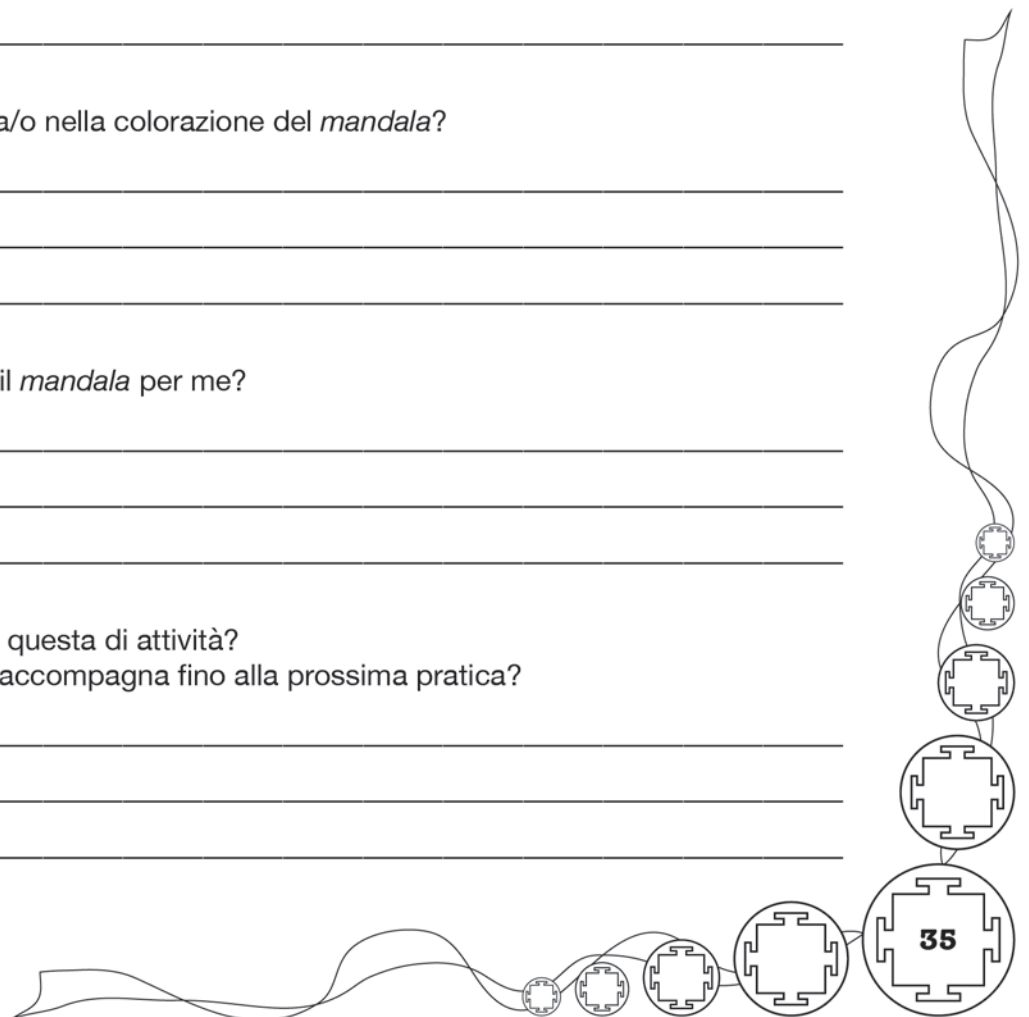 a/o nella colorazione del mandala?
il mandala per me?
questa di attività?
accompagna fino alla prossima pratica?
35